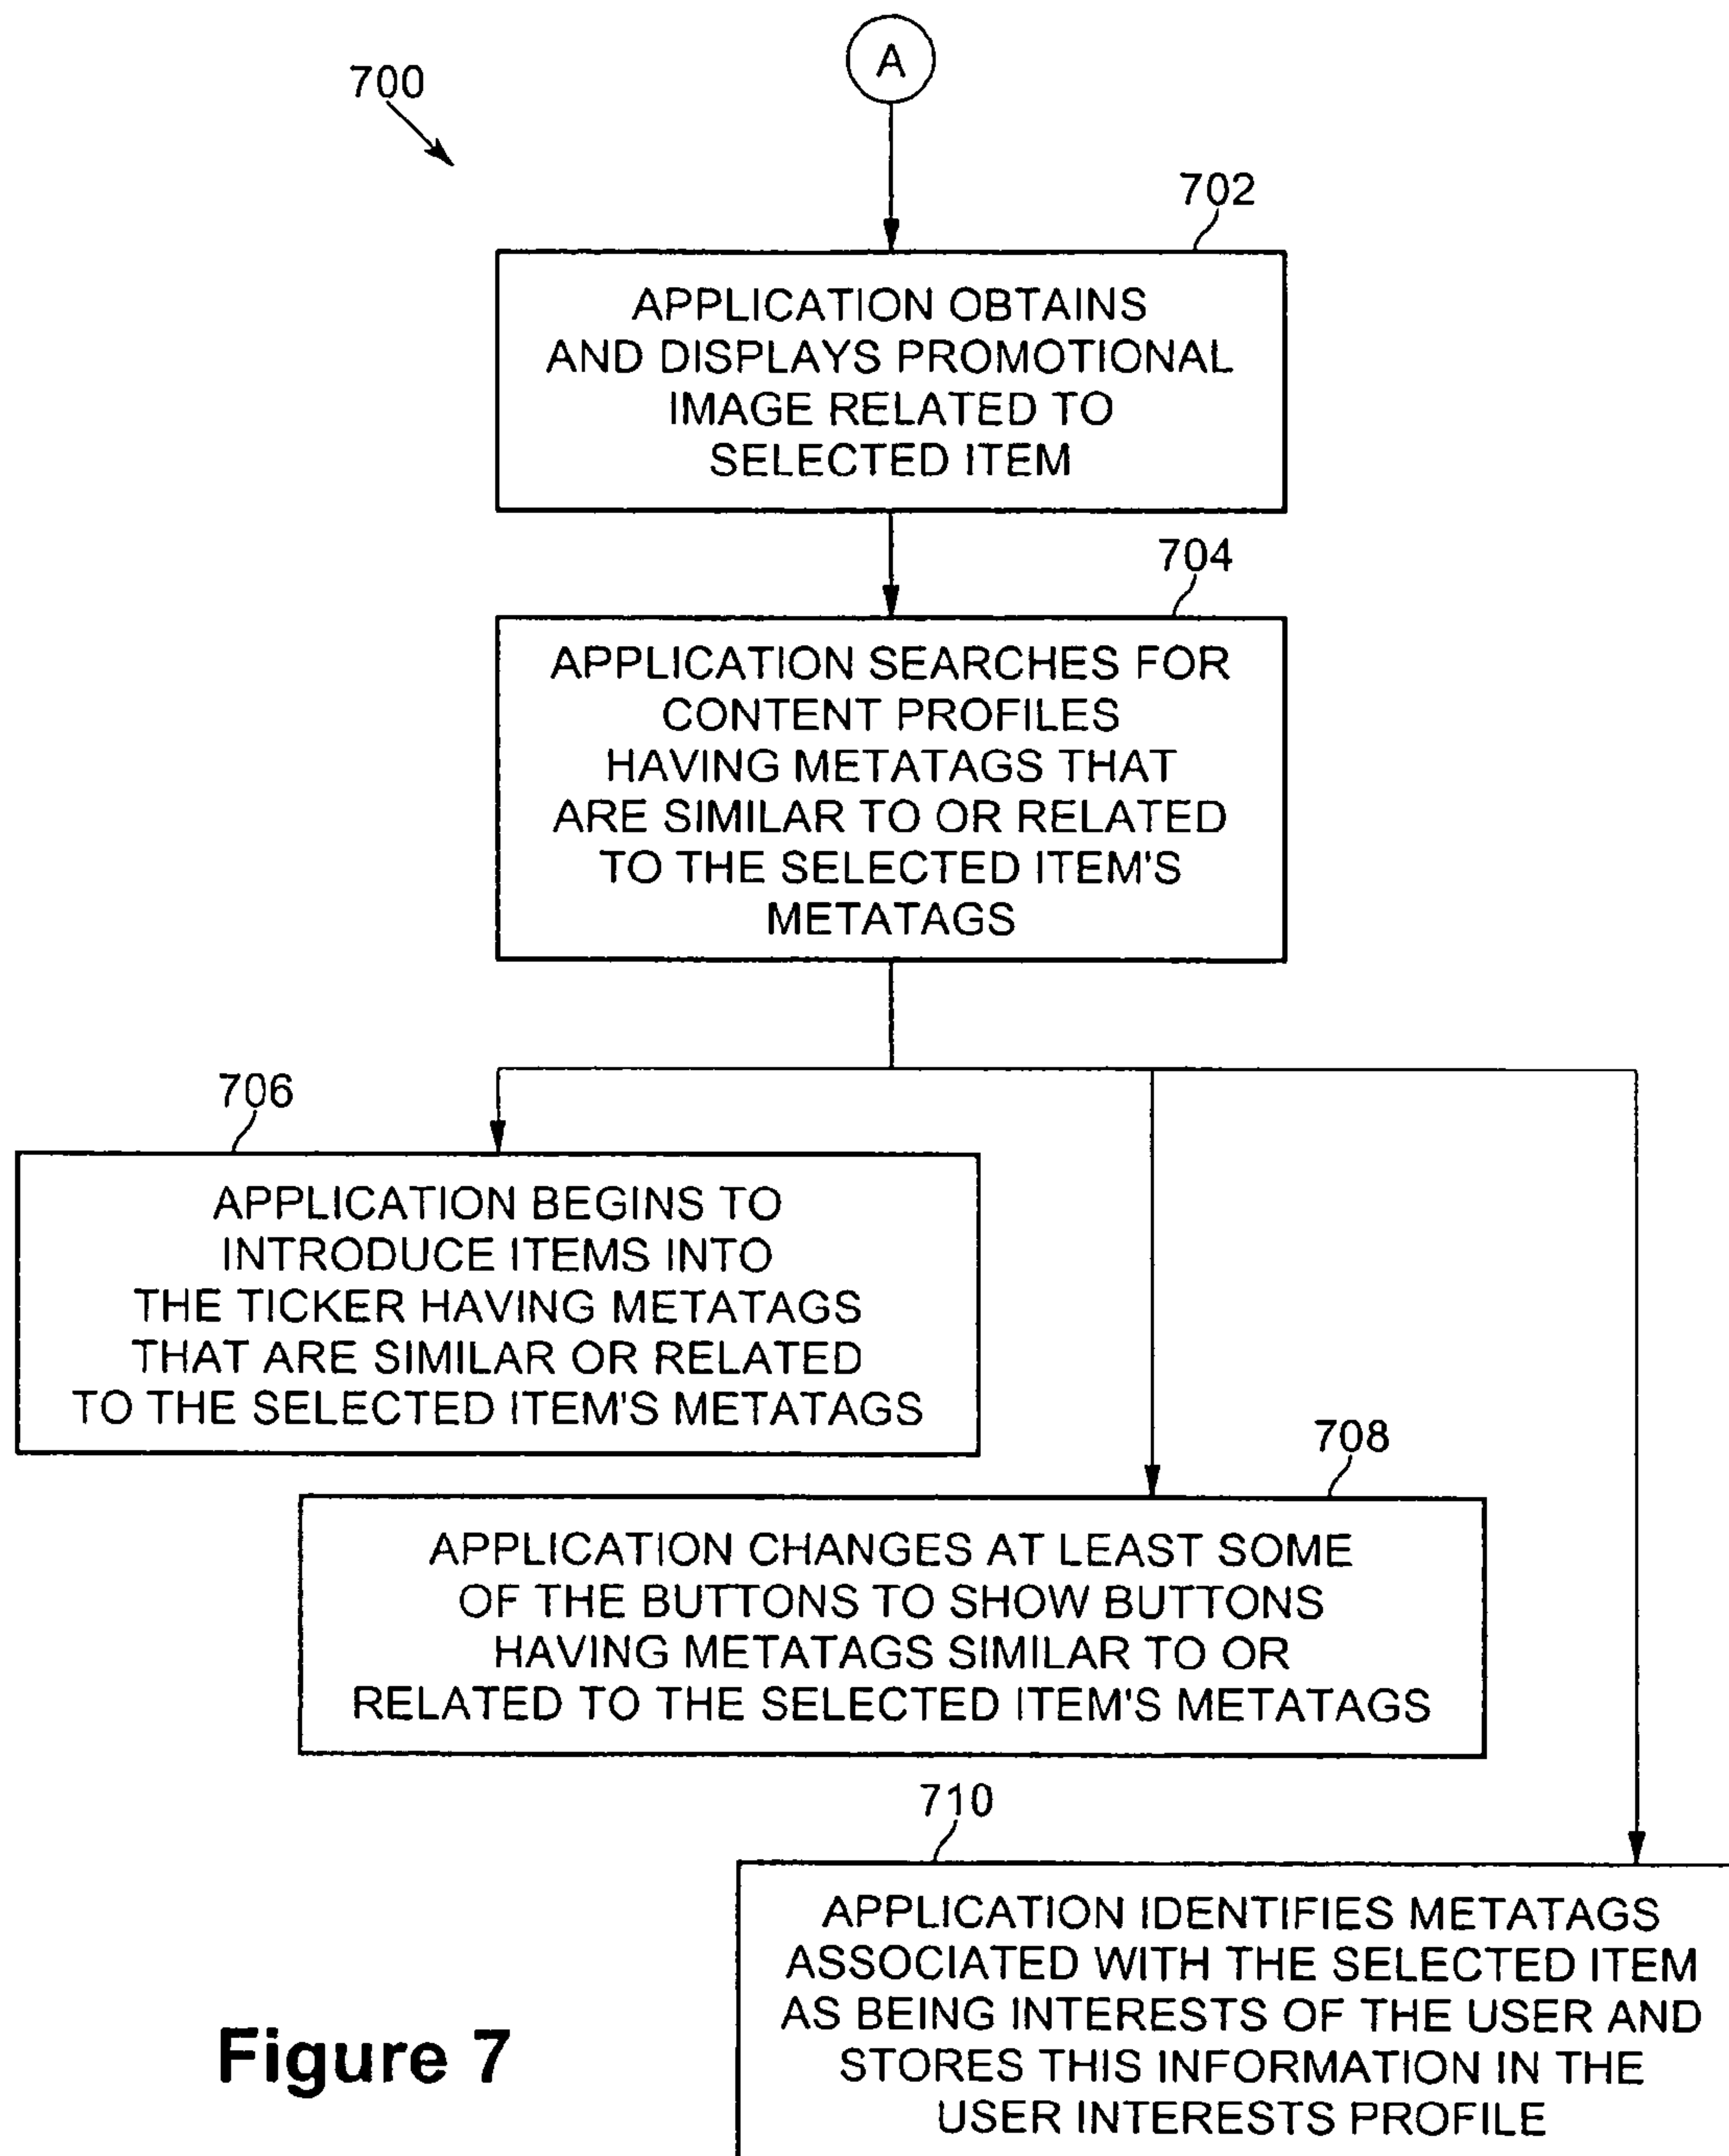 A
700
702
APPLICATION OBTAINS
AND DISPLAYS PROMOTIONAL
IMAGE RELATED TO
SELECTED ITEM
704
APPLICATION SEARCHES FOR
CONTENT PROFILES
HAVING METATAGS THAT
ARE SIMILAR TO OR RELATED
TO THE SELECTED ITEM'S
METATAGS
706
APPLICATION BEGINS TO
INTRODUCE ITEMS INTO
THE TICKER HAVING METATAGS
THAT ARE SIMILAR OR RELATED
TO THE SELECTED ITEM'S METATAGS
708
APPLICATION CHANGES AT LEAST SOME
OF THE BUTTONS TO SHOW BUTTONS
HAVING METATAGS SIMILAR TO OR
RELATED TO THE SELECTED ITEM'S METATAGS
710
APPLICATION IDENTIFIES METATAGS
ASSOCIATED WITH THE SELECTED ITEM
AS BEING INTERESTS OF THE USER AND
STORES THIS INFORMATION IN THE
USER INTERESTS PROFILE
Figure 7